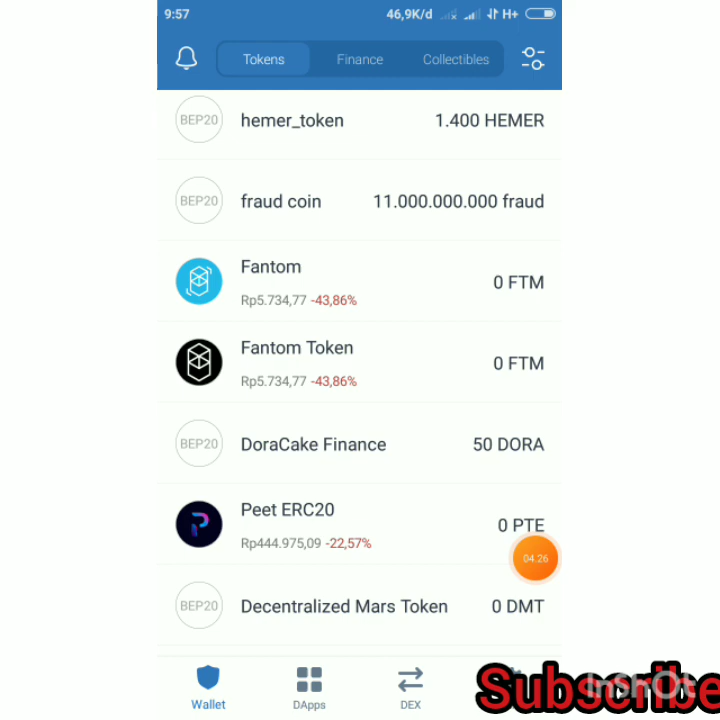 9:57 46,9K/d H+
Tokens Finance Collectibles
BEP20 hemer_token 1.400 HEMER
BEP20 fraud coin 11.000.000.000 fraud
Fantom
0 FTM
Rp5.734,77 -43,86%
Fantom Token
0 FTM
Rp5.734,77 -43,86%
BEP20 DoraCake Finance 50 DORA
Peet ERC20
0 PTE
Rp444.975,09 -22,57%
04.26
BEP20 Decentralized Mars Token 0 DMT
Subscribe
InShOt
Wallet DApps DEX